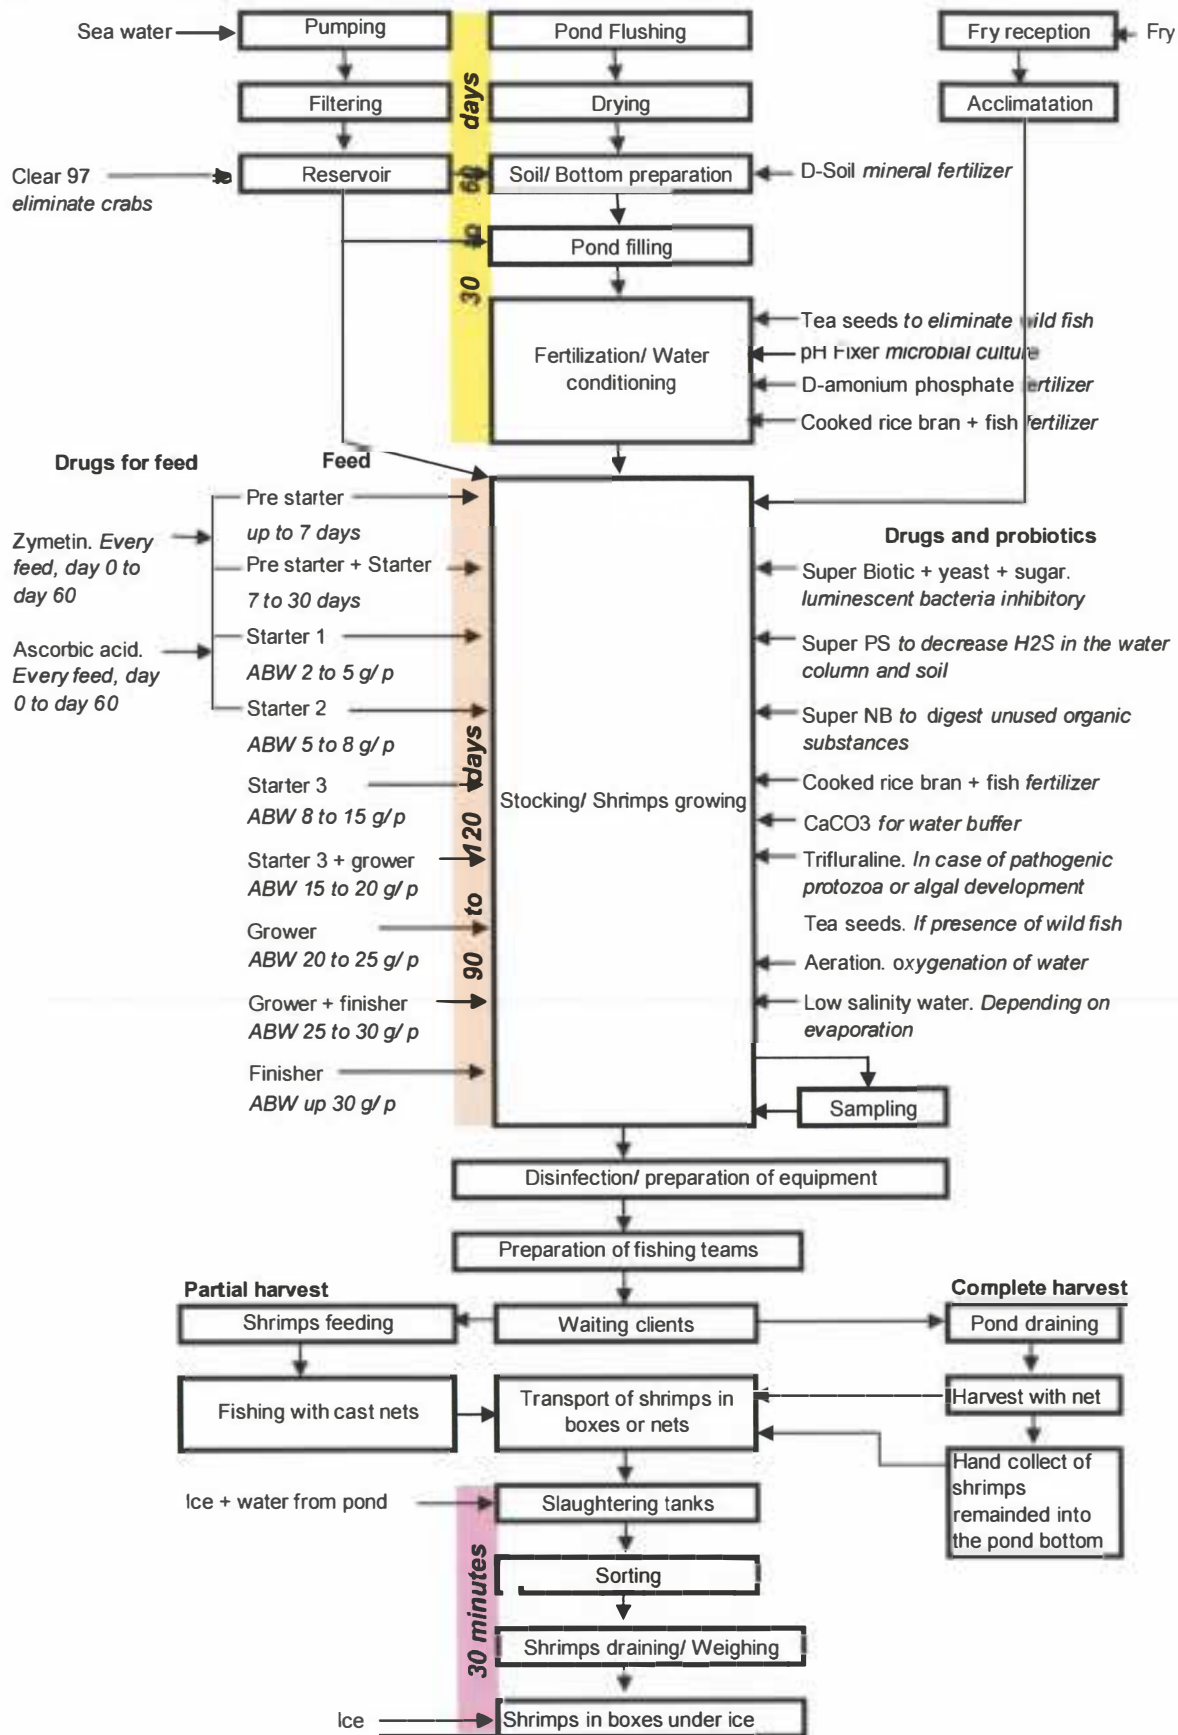 Sea water
Pumping
Pond Flushing
Fry reception
Fry
Filtering
Drying
Acclimatation
Clear 97
eliminate crabs
Reservoir
Soil/ Bottom preparation
D-Soil mineral fertilizer
Pond filling
30 to 60 days
Fertilization/ Water
conditioning
Tea seeds to eliminate wild fish
pH Fixer microbial culture
D-amonium phosphate fertilizer
Cooked rice bran + fish fertilizer
Drugs for feed
Feed
Zymetin. Every
feed, day 0 to
day 60
Ascorbic acid.
Every feed, day
0 to day 60
Pre starter
up to 7 days
Pre starter + Starter
7 to 30 days
Starter 1
ABW 2 to 5 g/ p
Starter 2
ABW 5 to 8 g/ p
Starter 3
ABW 8 to 15 g/ p
Starter 3 + grower
ABW 15 to 20 g/ p
Grower
ABW 20 to 25 g/ p
Grower + finisher
ABW 25 to 30 g/ p
Finisher
ABW up 30 g/ p
90 to 120 days
Stocking/ Shrimps growing
Drugs and probiotics
Super Biotic + yeast + sugar.
luminescent bacteria inhibitory
Super PS to decrease H2S in the water
column and soil
Super NB to digest unused organic
substances
Cooked rice bran + fish fertilizer
CaCO3 for water buffer
Trifluraline. In case of pathogenic
protozoa or algal development
Tea seeds. If presence of wild fish
Aeration. oxygenation of water
Low salinity water. Depending on
evaporation
Sampling
Disinfection/ preparation of equipment
Preparation of fishing teams
Partial harvest
Complete harvest
Shrimps feeding
Waiting clients
Pond draining
Fishing with cast nets
Transport of shrimps in
boxes or nets
Harvest with net
Hand collect of
shrimps
remainded into
the pond bottom
Ice + water from pond
Slaughtering tanks
Sorting
30 minutes
Shrimps draining/ Weighing
Ice
Shrimps in boxes under ice